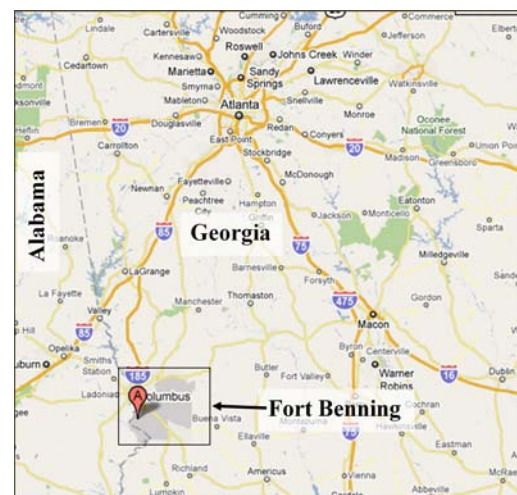 Cumming
Commerce
Lindale
Cartersville
Woodstock
Buford
Jefferson
Roswell
Cedartown
Kennesaw
Johns Creek
Winder
Marietta
Sandy
Springs
Lawrenceville
Watkinsville
Smyrna
Snellville
Mableton
Atlanta
Monroe
Oconee
National Forest
Bremen
Douglasville
Redan
Conyers
20
East Point
20
Union Point
Carrollton
Stockbridge
Madison
Greensboro
McDonough
Newnan
Fayetteville
Peachtree
City
Hampton
Griffin
Jackson
Monticello
Eatonton
Alabama
Georgia
85
75
Sparta
Roanoke
Milledgeville
LaGrange
Barnesville
Forsyth
La Fayette
475
Gordon
Valley
Manchester
Thomaston
Macon
85
Opelika
Byron
Centerville
Smiths
Station
185
Butler
Fort Valley
Warner
Robins
16
Dublin
Ladonia
A
Columbus
Fort Benning
Cochran
Buena Vista
Montezuma
Hawkinsville
75
Ellaville
Eastman
Richland
Americus
Vienna
Lumpkin
Abbeville